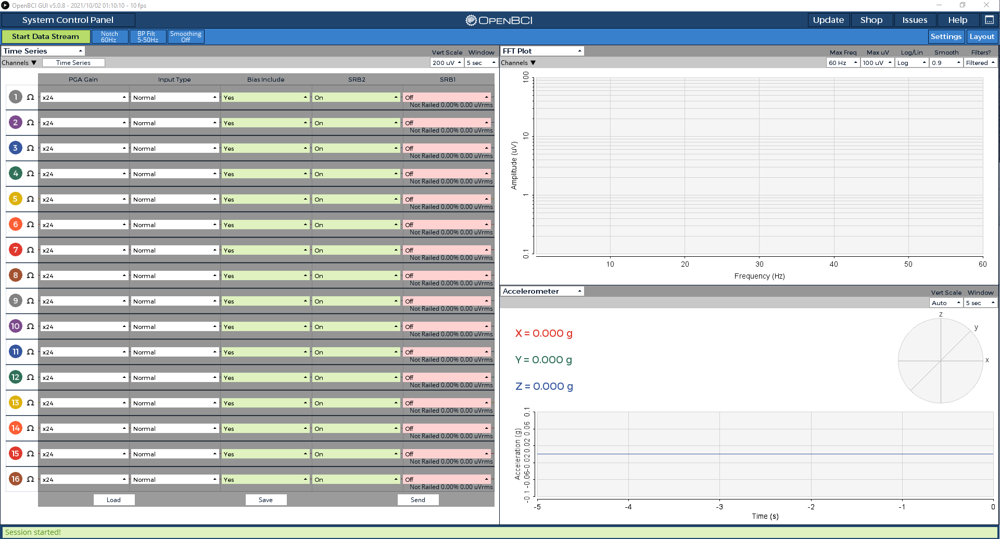 OpenBCI GUI v5.0.8 - 2021/10/02 01:10:10 - 10 fps
System Control Panel
OPENBCI
Update Shop Issues Help
Start Data Stream
Notch 60Hz
BP Filt 5-50Hz
Smoothing Off
Settings Layout
Time Series
Vert Scale Window
Channels ▼ Time Series 200 uV 5 sec
PGA Gain Input Type Bias Include SRB2 SRB1
1 Ω x24 Normal Yes On Off
Not Railed 0.00% 0.00 uVrms
2 Ω x24 Normal Yes On Off
Not Railed 0.00% 0.00 uVrms
3 Ω x24 Normal Yes On Off
Not Railed 0.00% 0.00 uVrms
4 Ω x24 Normal Yes On Off
Not Railed 0.00% 0.00 uVrms
5 Ω x24 Normal Yes On Off
Not Railed 0.00% 0.00 uVrms
6 Ω x24 Normal Yes On Off
Not Railed 0.00% 0.00 uVrms
7 Ω x24 Normal Yes On Off
Not Railed 0.00% 0.00 uVrms
8 Ω x24 Normal Yes On Off
Not Railed 0.00% 0.00 uVrms
9 Ω x24 Normal Yes On Off
Not Railed 0.00% 0.00 uVrms
10 Ω x24 Normal Yes On Off
Not Railed 0.00% 0.00 uVrms
11 Ω x24 Normal Yes On Off
Not Railed 0.00% 0.00 uVrms
12 Ω x24 Normal Yes On Off
Not Railed 0.00% 0.00 uVrms
13 Ω x24 Normal Yes On Off
Not Railed 0.00% 0.00 uVrms
14 Ω x24 Normal Yes On Off
Not Railed 0.00% 0.00 uVrms
15 Ω x24 Normal Yes On Off
Not Railed 0.00% 0.00 uVrms
16 Ω x24 Normal Yes On Off
Not Railed 0.00% 0.00 uVrms
Load Save Send
FFT Plot
Max Freq Max uV Log/Lin Smooth Filters?
Channels ▼ 60 Hz 100 uV Log 0.9 Filtered
Amplitude (uV)
100
10
1
0.1
10 20 30 40 50 60
Frequency (Hz)
Accelerometer
Vert Scale Window
Auto 5 sec
X = 0.000 g
Y = 0.000 g
Z = 0.000 g
z
y
x
Acceleration (g)
-0.1 -0.06 -0.02 0.02 0.06 0.1
-5 -4 -3 -2 -1 0
Time (s)
Session started!